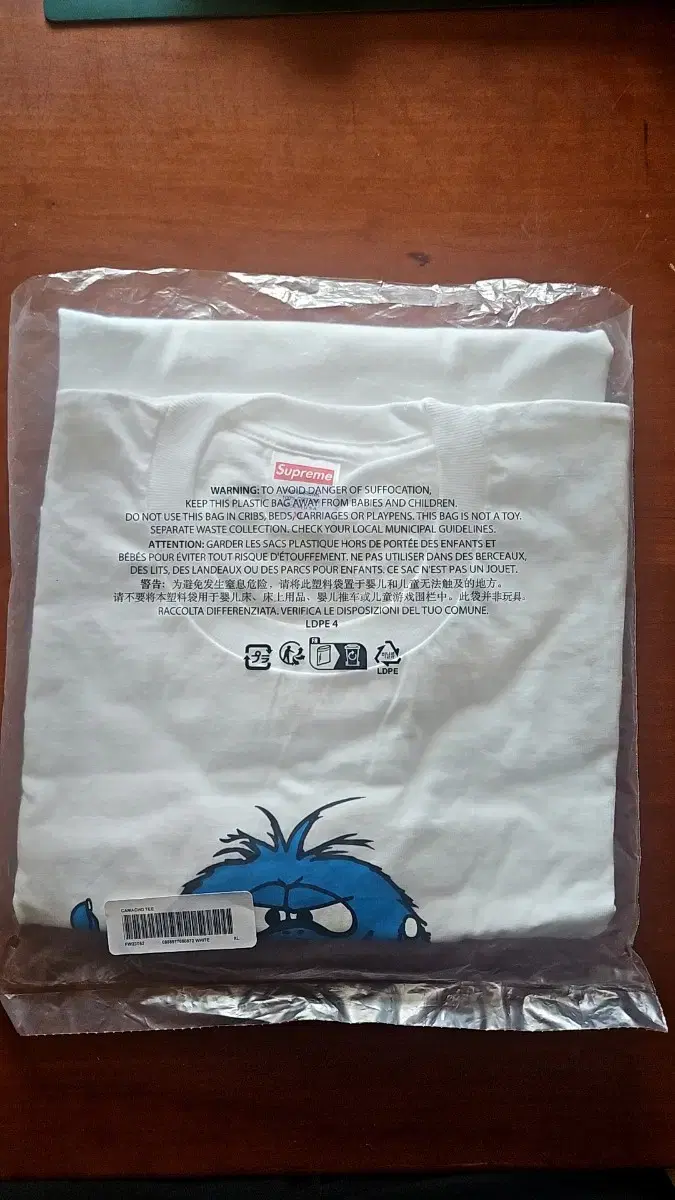 Supreme
WARNING: TO AVOID DANGER OF SUFFOCATION,
KEEP THIS PLASTIC BAG AWAY FROM BABIES AND CHILDREN.
DO NOT USE THIS BAG IN CRIBS, BEDS, CARRIAGES OR PLAYPENS. THIS BAG IS NOT A TOY.
SEPARATE WASTE COLLECTION. CHECK YOUR LOCAL MUNICIPAL GUIDELINES.
ATTENTION: GARDER LES SACS PLASTIQUE HORS DE PORTÉE DES ENFANTS ET
BÉBÉS POUR ÉVITER TOUT RISQUE D'ÉTOUFFEMENT. NE PAS UTILISER DANS DES BERCEAUX,
DES LITS, DES LANDEAUX OU DES PARCS POUR ENFANTS. CE SAC N'EST PAS UN JOUET.
警告: 为避免发生窒息危险, 请将此塑料袋置于婴儿和儿童无法触及的地方。
请不要将本塑料袋用于婴儿床、床上用品、婴儿推车或儿童游戏围栏中。此袋并非玩具.
RACCOLTA DIFFERENZIATA. VERIFICA LE DISPOSIZIONI DEL TUO COMUNE.
LDPE 4
LDPE
CAMACHO TEE
WHITE XL